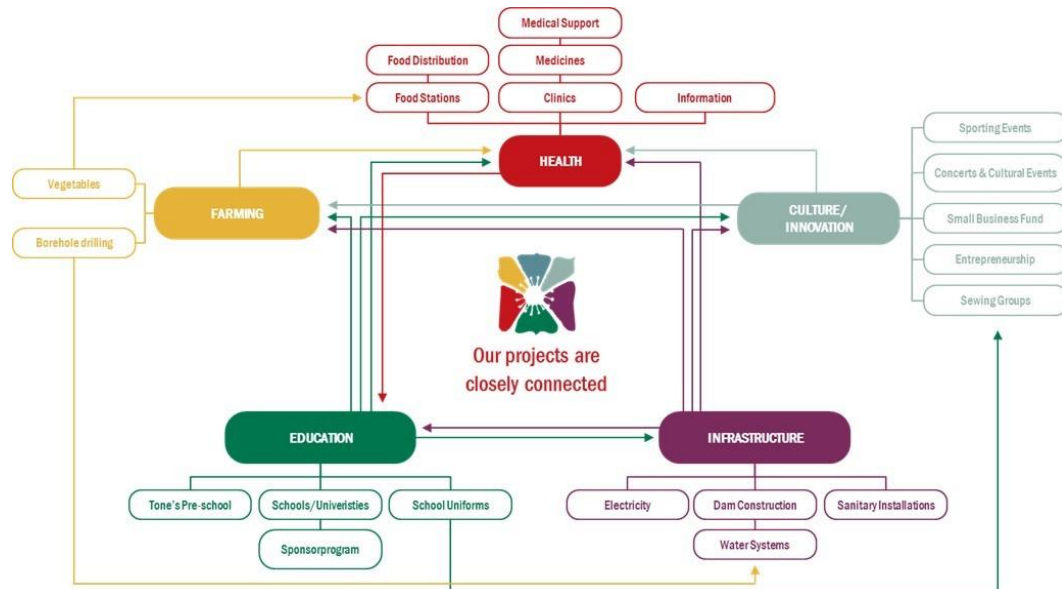 Medical Support
Food Distribution
Medicines
Food Stations
Clinics
Information
HEALTH
Sporting Events
Vegetables
Concerts & Cultural Events
FARMING
CULTURE/
INNOVATION
Small Business Fund
Borehole drilling
Entrepreneurship
Sewing Groups
Our projects are
closely connected
EDUCATION
INFRASTRUCTURE
Tone's Pre-school
Schools/Univeristies
School Uniforms
Electricity
Dam Construction
Sanitary Installations
Sponsorprogram
Water Systems